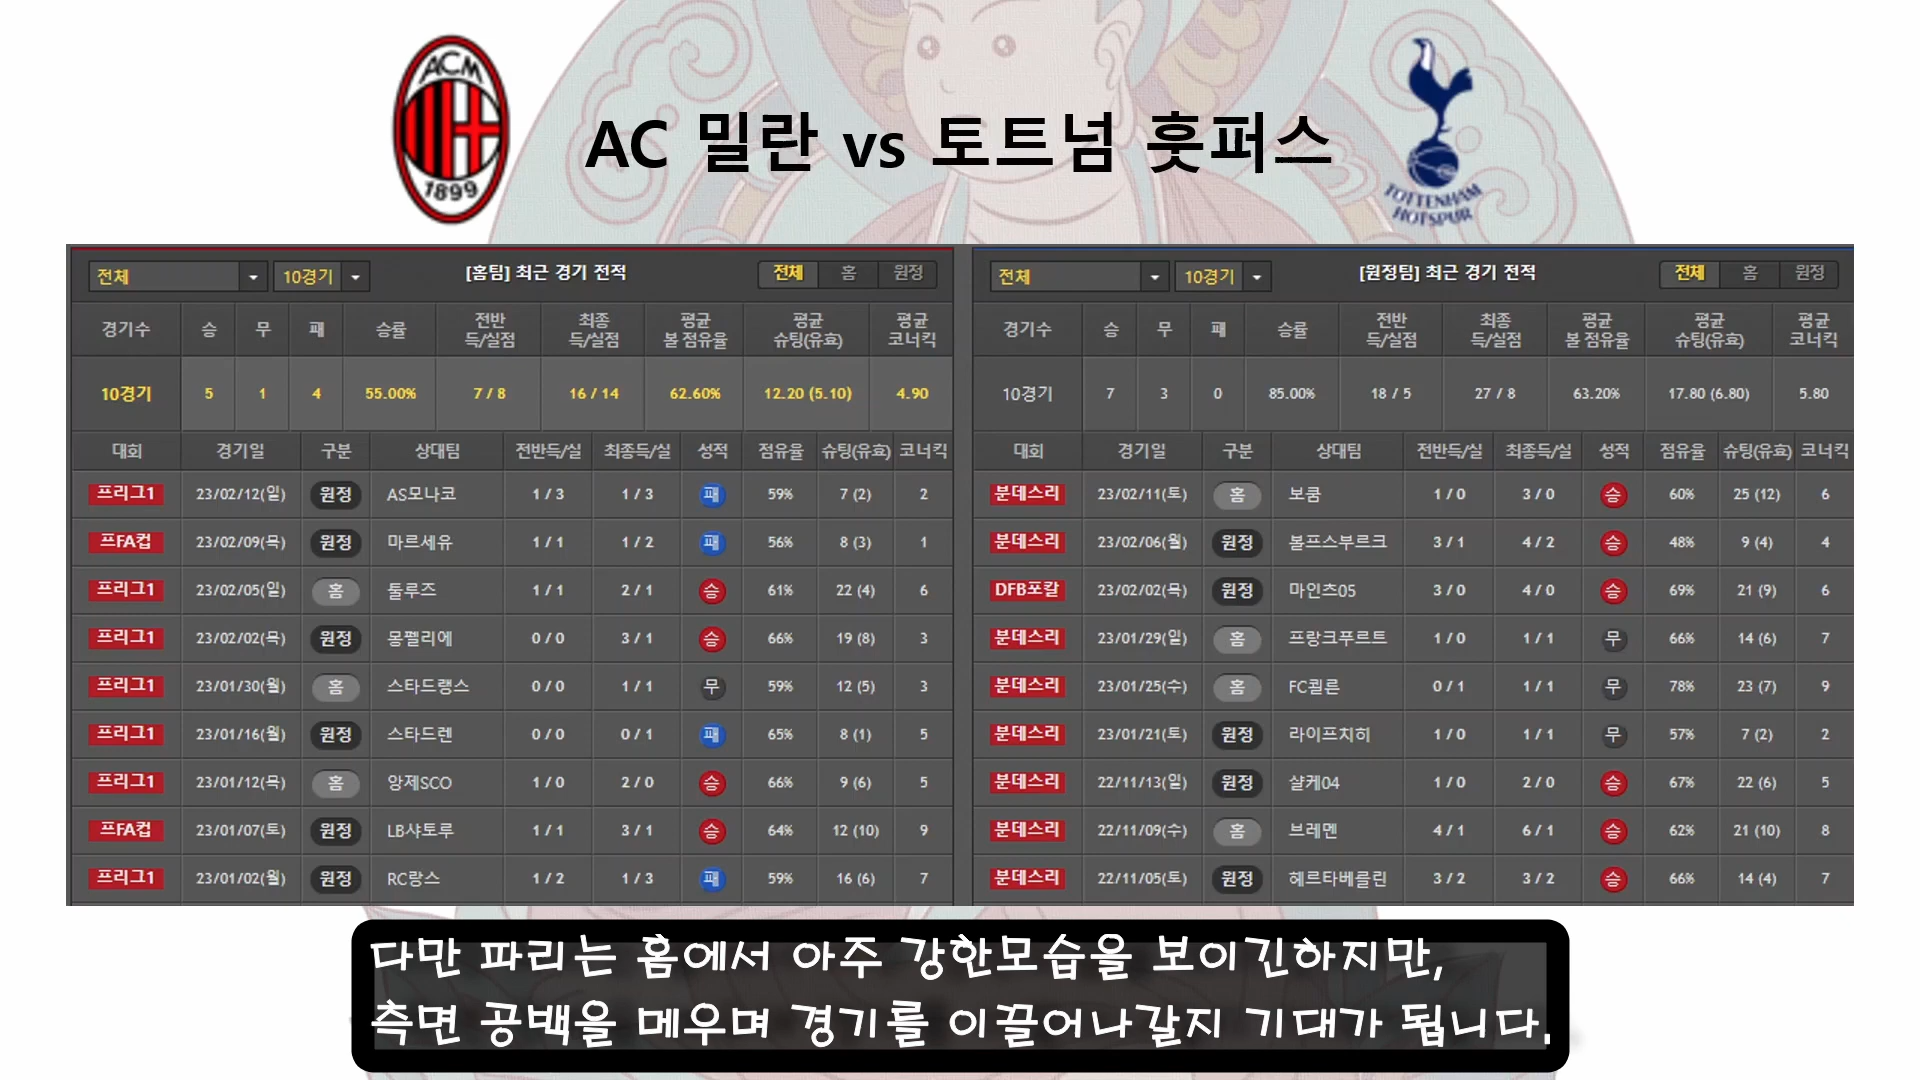 ACM
1899
AC 밀란 vs 토트넘 훗퍼스
TOTTENHAM
HOTSPUR
전체 10경기 [홈팀] 최근 경기 전적 전체 홈 원정
경기수 승 무 패 승률 전반 득/실점 최종 득/실점 평균 볼 점유율 평균 슈팅(유효) 평균 코너킥
10경기 5 1 4 55.00% 7 / 8 16 / 14 62.60% 12.20 (5.10) 4.90
대회 경기일 구분 상대팀 전반득/실 최종득/실 성적 점유율 슈팅(유효) 코너킥
프리그1 23/02/12(일) 원정 AS모나코 1 / 3 1 / 3 패 59% 7 (2) 2
프FA컵 23/02/09(목) 원정 마르세유 1 / 1 1 / 2 패 56% 8 (3) 1
프리그1 23/02/05(일) 홈 툴루즈 1 / 1 2 / 1 승 61% 22 (4) 6
프리그1 23/02/02(목) 원정 몽펠리에 0 / 0 3 / 1 승 66% 19 (8) 3
프리그1 23/01/30(월) 홈 스타드랭스 0 / 0 1 / 1 무 59% 12 (5) 3
프리그1 23/01/16(월) 원정 스타드렌 0 / 0 0 / 1 패 65% 8 (1) 5
프리그1 23/01/12(목) 홈 앙제SCO 1 / 0 2 / 0 승 66% 9 (6) 5
프FA컵 23/01/07(토) 원정 LB샤토루 1 / 1 3 / 1 승 64% 12 (10) 9
프리그1 23/01/02(월) 원정 RC랑스 1 / 2 1 / 3 패 59% 16 (6) 7
전체 10경기 [원정팀] 최근 경기 전적 전체 홈 원정
경기수 승 무 패 승률 전반 득/실점 최종 득/실점 평균 볼 점유율 평균 슈팅(유효) 평균 코너킥
10경기 7 3 0 85.00% 18 / 5 27 / 8 63.20% 17.80 (6.80) 5.80
대회 경기일 구분 상대팀 전반득/실 최종득/실 성적 점유율 슈팅(유효) 코너킥
분데스리 23/02/11(토) 홈 보훔 1 / 0 3 / 0 승 60% 25 (12) 6
분데스리 23/02/06(월) 원정 볼프스부르크 3 / 1 4 / 2 승 48% 9 (4) 4
DFB포칼 23/02/02(목) 원정 마인츠05 3 / 0 4 / 0 승 69% 21 (9) 6
분데스리 23/01/29(일) 홈 프랑크푸르트 1 / 0 1 / 1 무 66% 14 (6) 7
분데스리 23/01/25(수) 홈 FC쾰른 0 / 1 1 / 1 무 78% 23 (7) 9
분데스리 23/01/21(토) 원정 라이프치히 1 / 0 1 / 1 무 57% 7 (2) 2
분데스리 22/11/13(일) 원정 샬케04 1 / 0 2 / 0 승 67% 22 (6) 5
분데스리 22/11/09(수) 홈 브레멘 4 / 1 6 / 1 승 62% 21 (10) 8
분데스리 22/11/05(토) 원정 헤르타베를린 3 / 2 3 / 2 승 66% 14 (4) 7
다만 파리는 홈에서 아주 강한모습을 보이긴하지만,
측면 공백을 메우며 경기를 이끌어나갈지 기대가 됩니다.